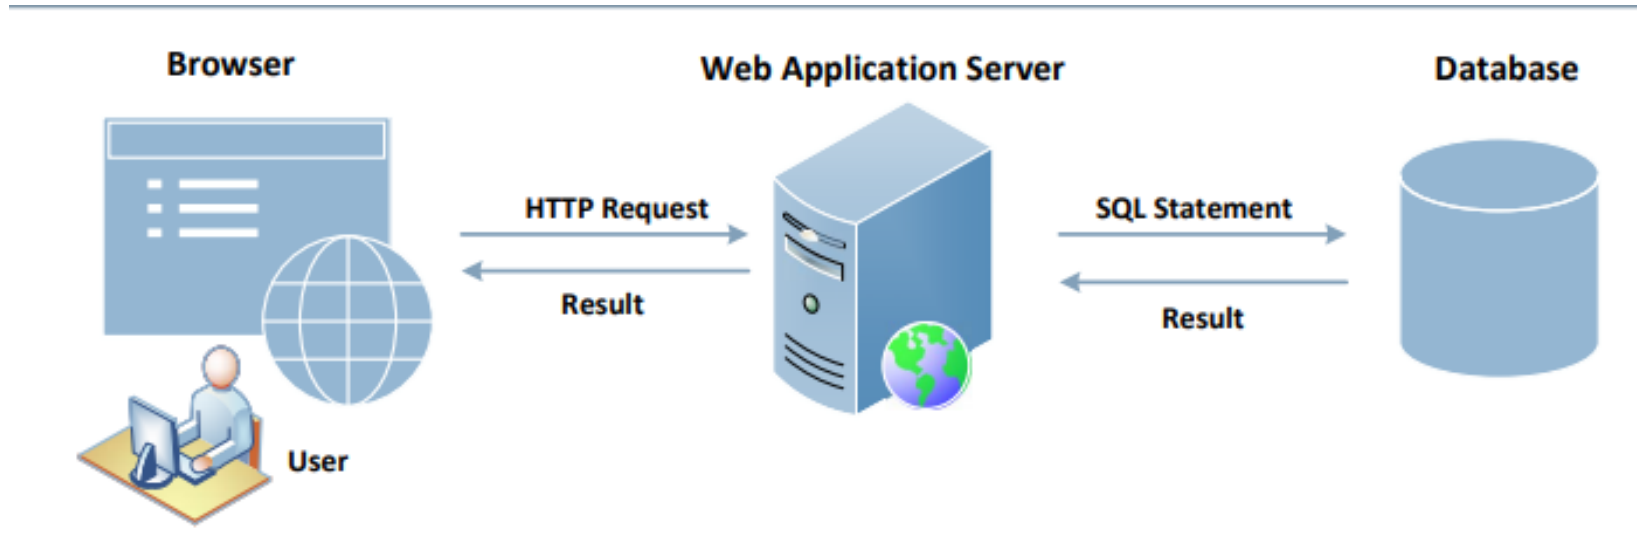 Browser
Web Application Server
Database
HTTP Request
SQL Statement
Result
Result
User